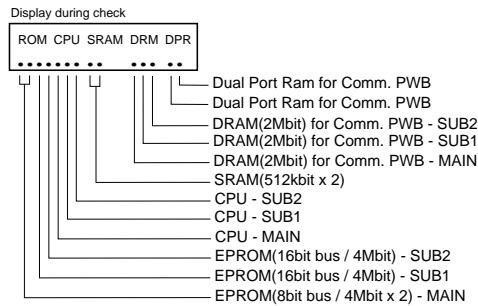 Display during check
ROM CPU SRAM DRM DPR
Dual Port Ram for Comm. PWB
Dual Port Ram for Comm. PWB
DRAM(2Mbit) for Comm. PWB - SUB2
DRAM(2Mbit) for Comm. PWB - SUB1
DRAM(2Mbit) for Comm. PWB - MAIN
SRAM(512kbit x 2)
CPU - SUB2
CPU - SUB1
CPU - MAIN
EPROM(16bit bus / 4Mbit) - SUB2
EPROM(16bit bus / 4Mbit) - SUB1
EPROM(8bit bus / 4Mbit x 2) - MAIN